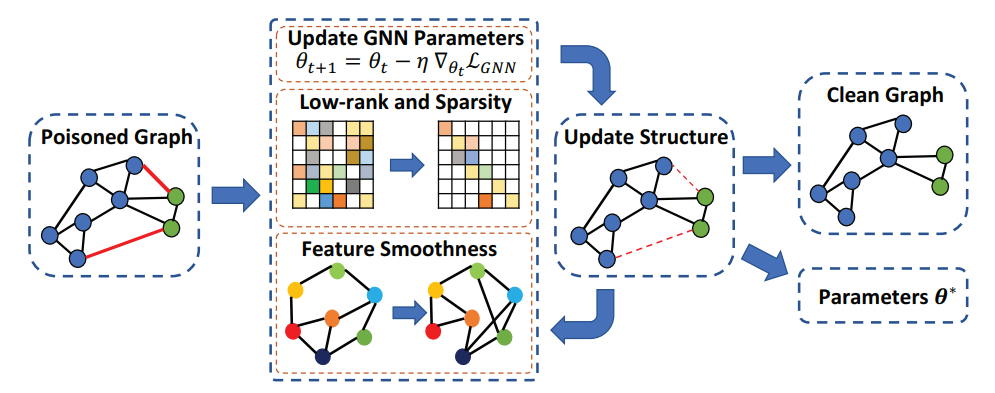 Poisoned Graph
Update GNN Parameters
θ_{t+1} = θ_t − η ∇_{θ_t} ℒ_{GNN}
Low-rank and Sparsity
Feature Smoothness
Update Structure
Clean Graph
Parameters θ*